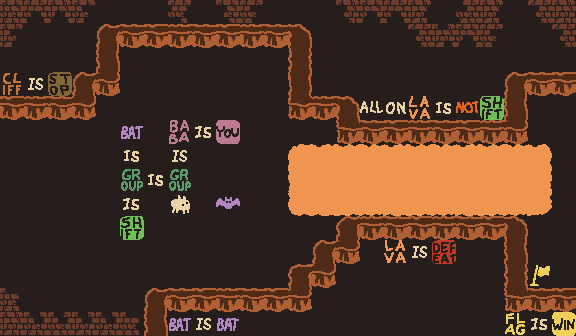 CLIFF IS STOP
ALL ON LAVA IS NOT SHIFT
BAT BABA IS YOU
IS IS
GROUP IS GROUP
IS
SHIFT
LAVA IS DEFEAT
BAT IS BAT
FLAG IS WIN